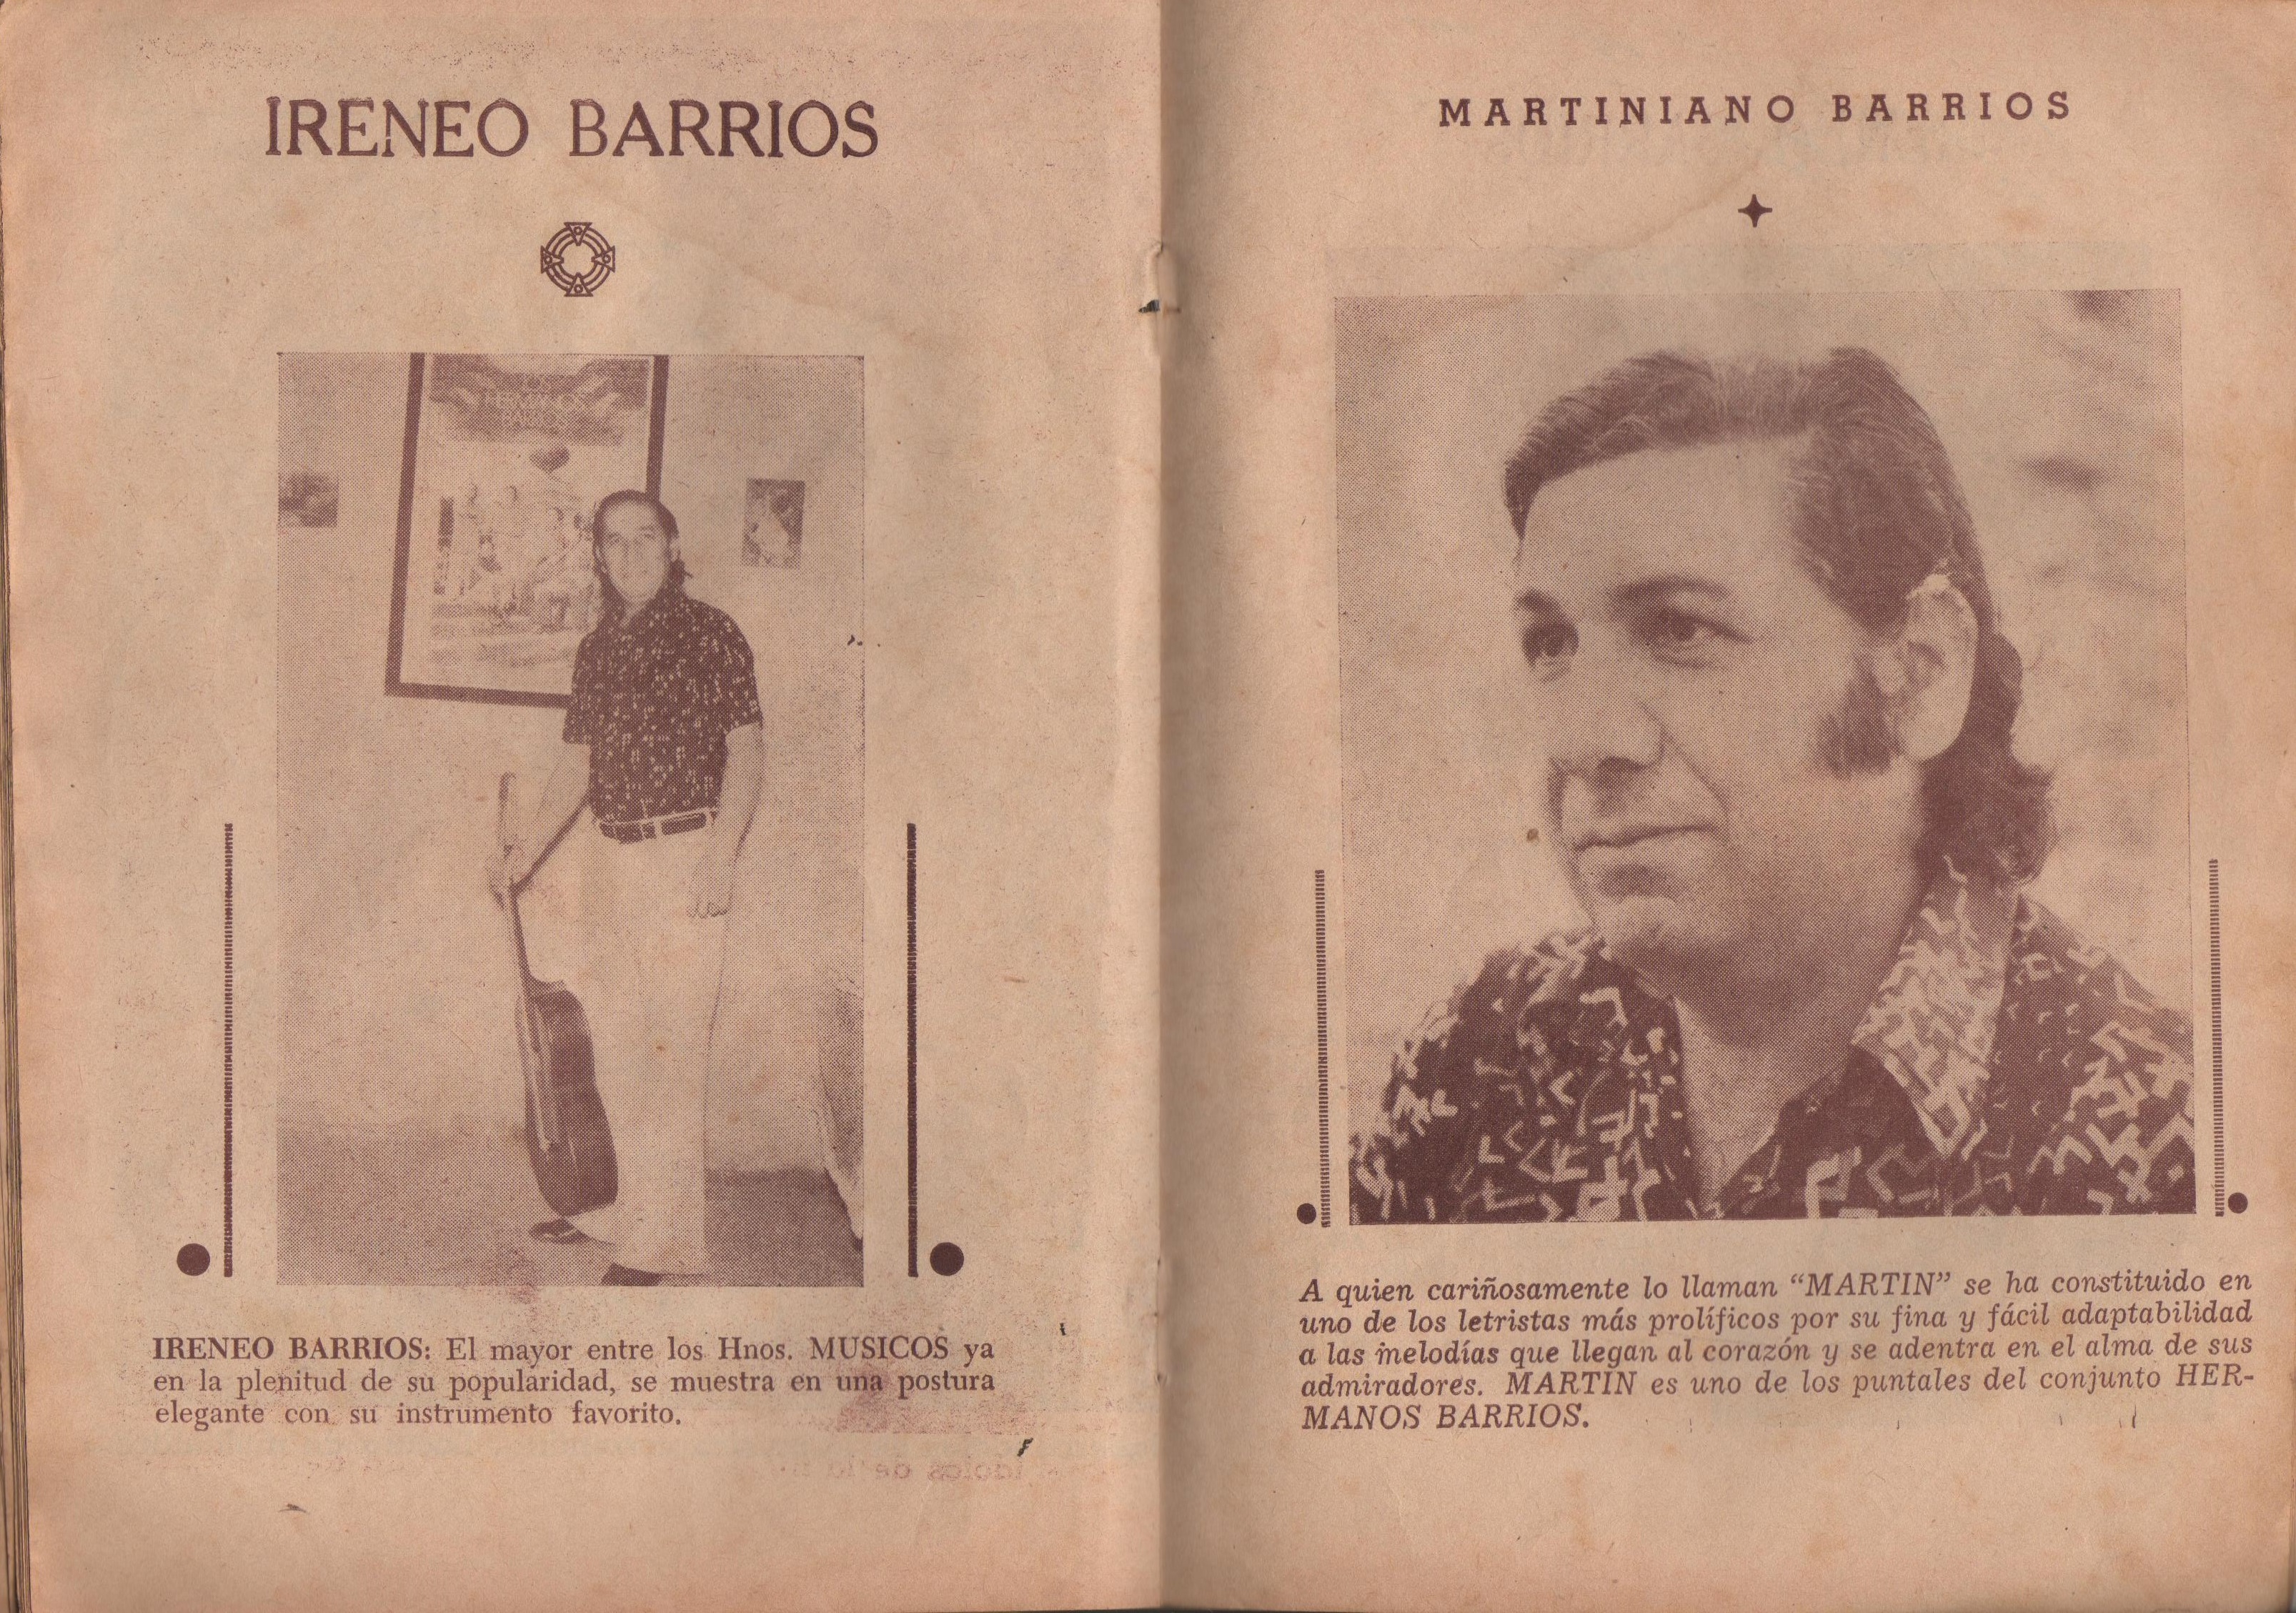 IRENEO BARRIOS
HERMANOS
BARRIOS
IRENEO BARRIOS: El mayor entre los Hnos. MUSICOS ya
en la plenitud de su popularidad, se muestra en una postura
elegante con su instrumento favorito.
MARTINIANO BARRIOS
A quien cariñosamente lo llaman “MARTIN” se ha constituido en
uno de los letristas más prolíficos por su fina y fácil adaptabilidad
a las melodías que llegan al corazón y se adentra en el alma de sus
admiradores. MARTIN es uno de los puntales del conjunto HER-
MANOS BARRIOS.